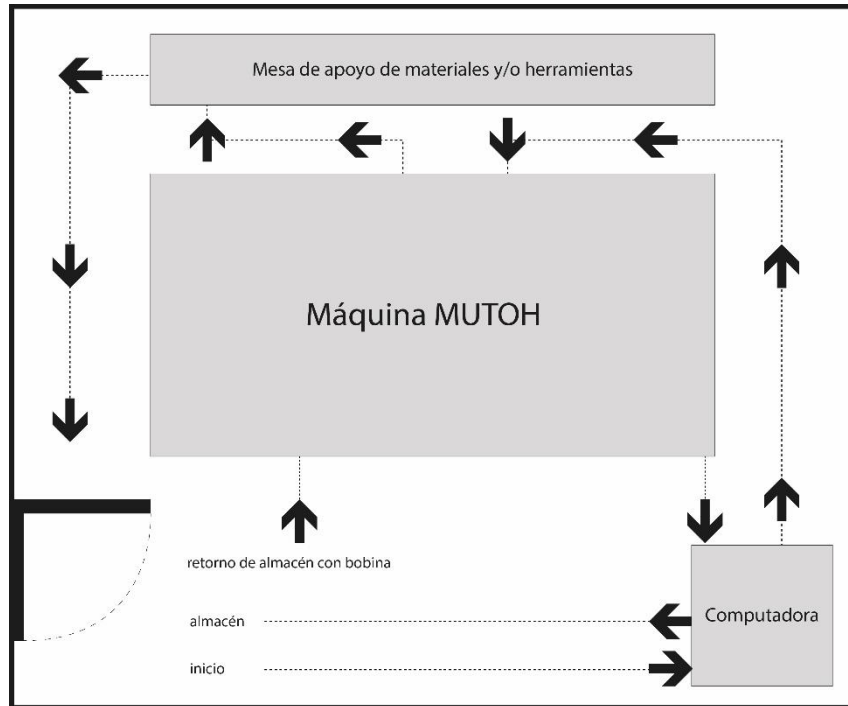 Mesa de apoyo de materiales y/o herramientas
Máquina MUTOH
retorno de almacén con bobina
almacén
Computadora
inicio